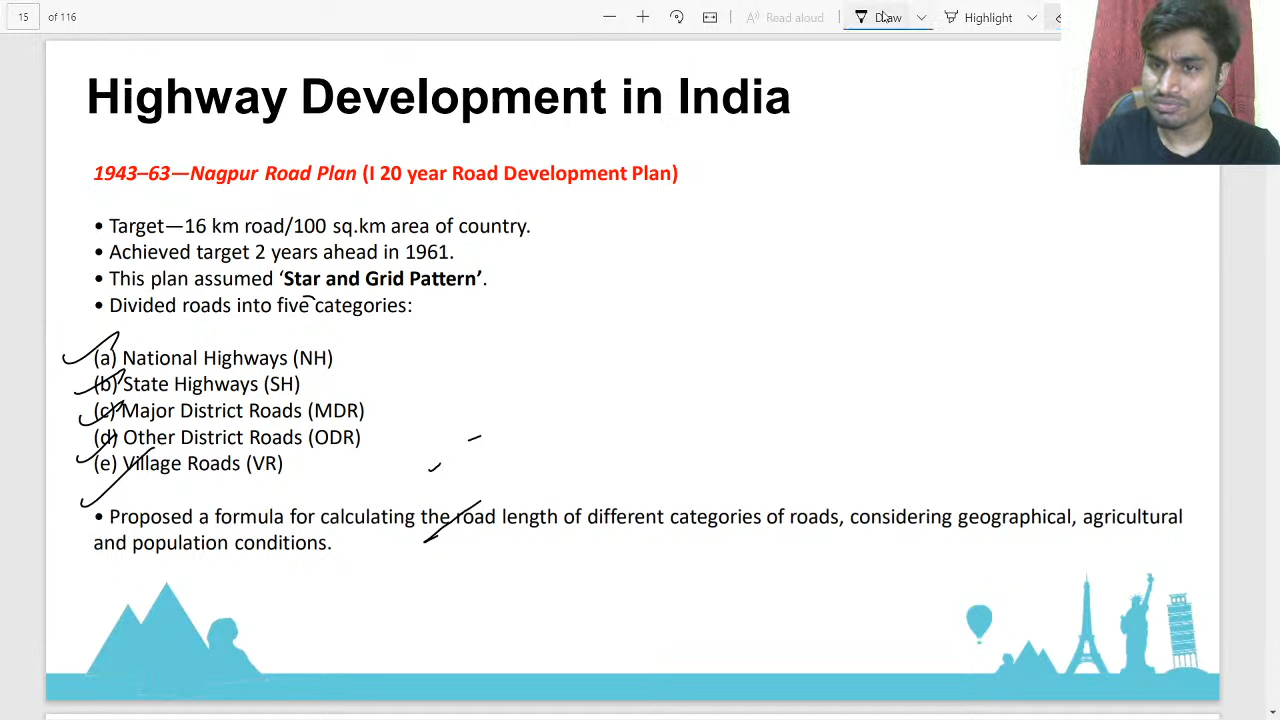 15 of 116 Read aloud Draw Highlight
Highway Development in India
1943–63—Nagpur Road Plan (I 20 year Road Development Plan)
• Target—16 km road/100 sq.km area of country.
• Achieved target 2 years ahead in 1961.
• This plan assumed ‘Star and Grid Pattern’.
• Divided roads into five categories:
(a) National Highways (NH)
(b) State Highways (SH)
(c) Major District Roads (MDR)
(d) Other District Roads (ODR)
(e) Village Roads (VR)
• Proposed a formula for calculating the road length of different categories of roads, considering geographical, agricultural
and population conditions.